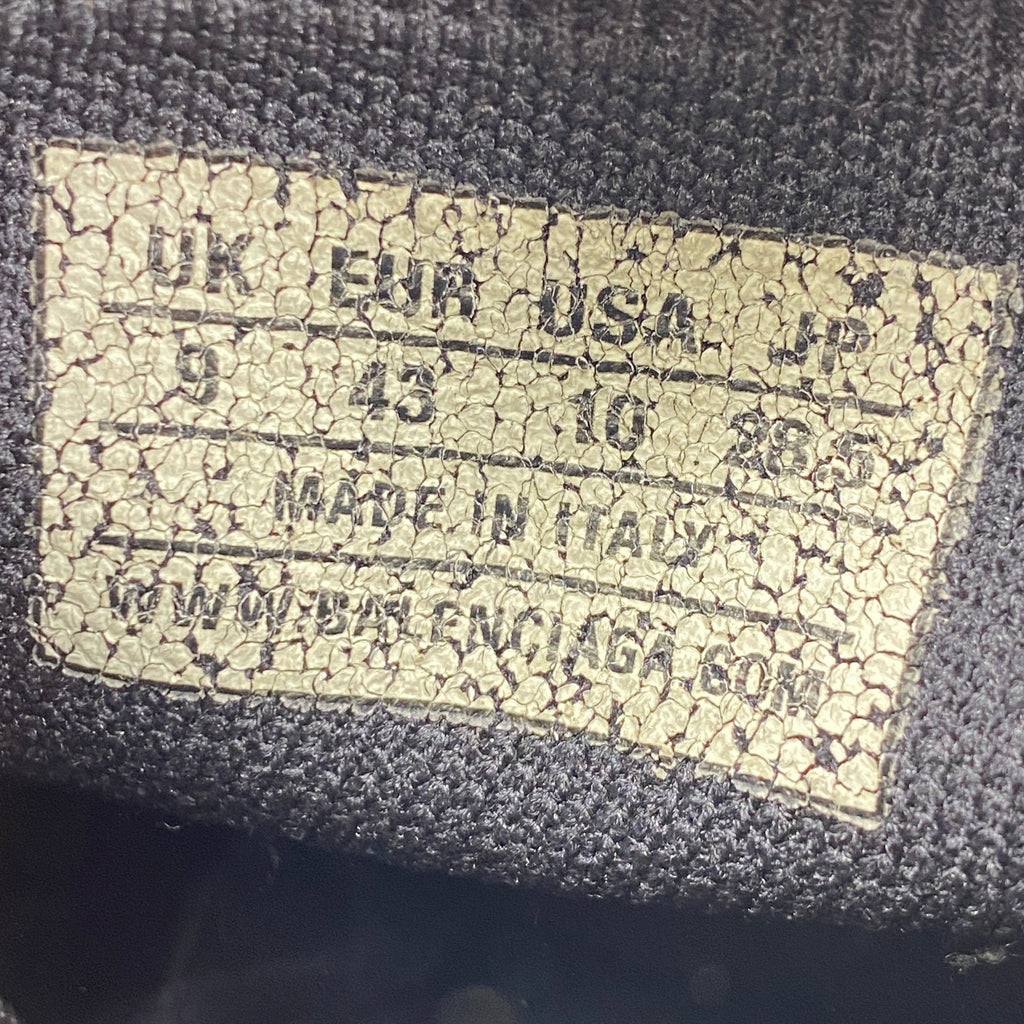 UK EUR USA JP
9 43 10 28.5
MADE IN ITALY
WWW.BALENCIAGA.COM